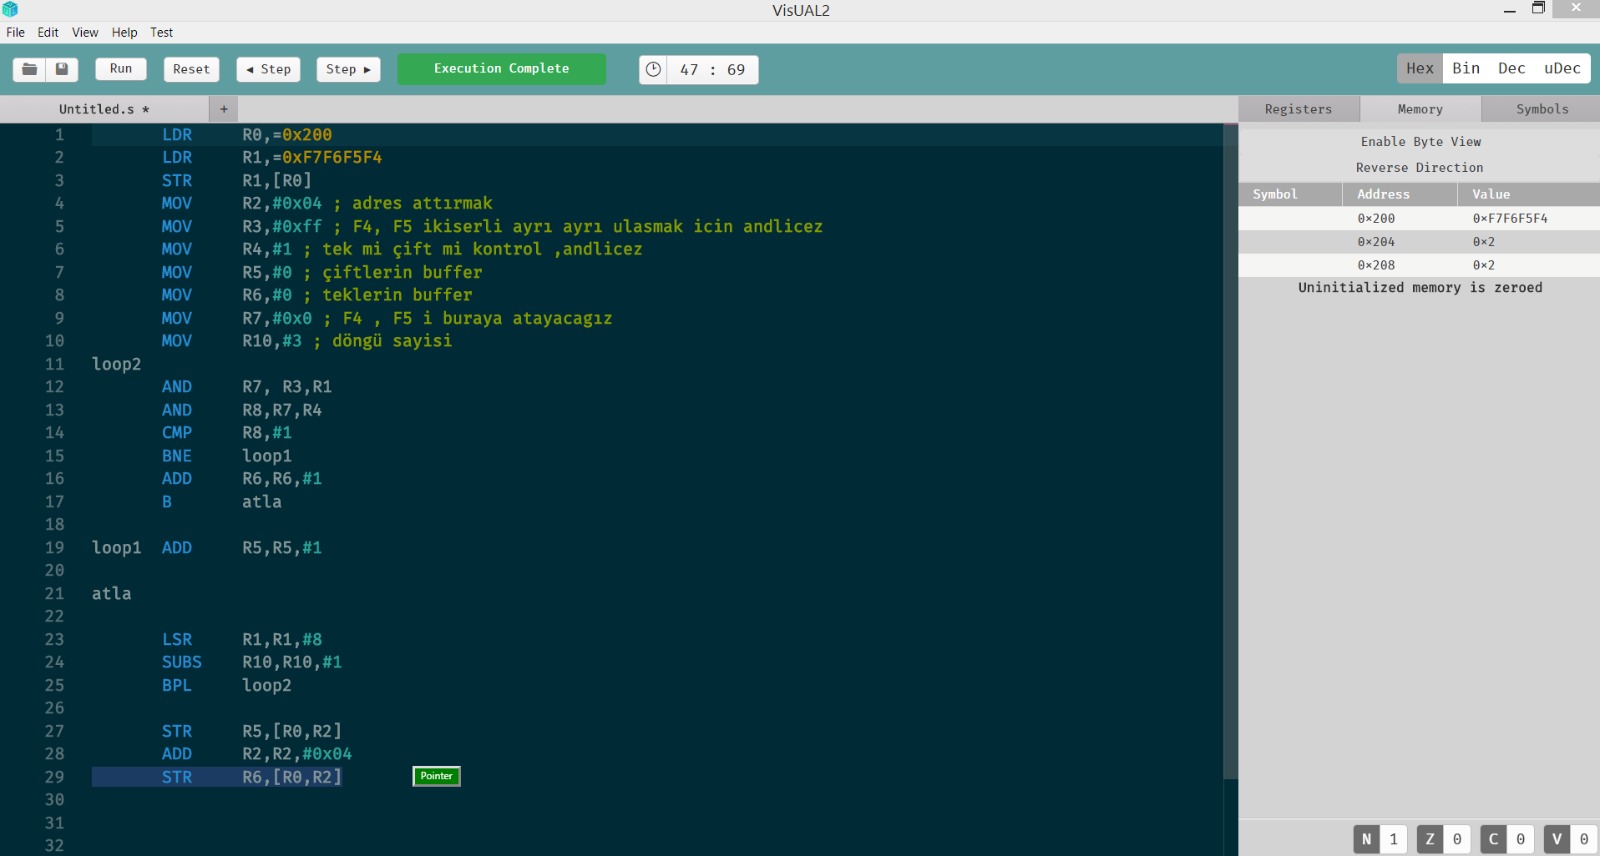 VisUAL2
File Edit View Help Test
Run Reset ◂ Step Step ▸ Execution Complete 47 : 69 Hex Bin Dec uDec
Untitled.s * + Registers Memory Symbols
Enable Byte View
Reverse Direction
Symbol Address Value
0×200 0×F7F6F5F4
0×204 0×2
0×208 0×2
Uninitialized memory is zeroed
1 LDR R0,=0x200
2 LDR R1,=0xF7F6F5F4
3 STR R1,[R0]
4 MOV R2,#0x04 ; adres attırmak
5 MOV R3,#0xff ; F4, F5 ikiserli ayrı ayrı ulasmak icin andlicez
6 MOV R4,#1 ; tek mi çift mi kontrol ,andlicez
7 MOV R5,#0 ; çiftlerin buffer
8 MOV R6,#0 ; teklerin buffer
9 MOV R7,#0x0 ; F4 , F5 i buraya atayacagız
10 MOV R10,#3 ; döngü sayisi
11 loop2
12 AND R7, R3,R1
13 AND R8,R7,R4
14 CMP R8,#1
15 BNE loop1
16 ADD R6,R6,#1
17 B atla
18
19 loop1 ADD R5,R5,#1
20
21 atla
22
23 LSR R1,R1,#8
24 SUBS R10,R10,#1
25 BPL loop2
26
27 STR R5,[R0,R2]
28 ADD R2,R2,#0x04
29 STR R6,[R0,R2] Pointer
30
31
32
N 1 Z 0 C 0 V 0